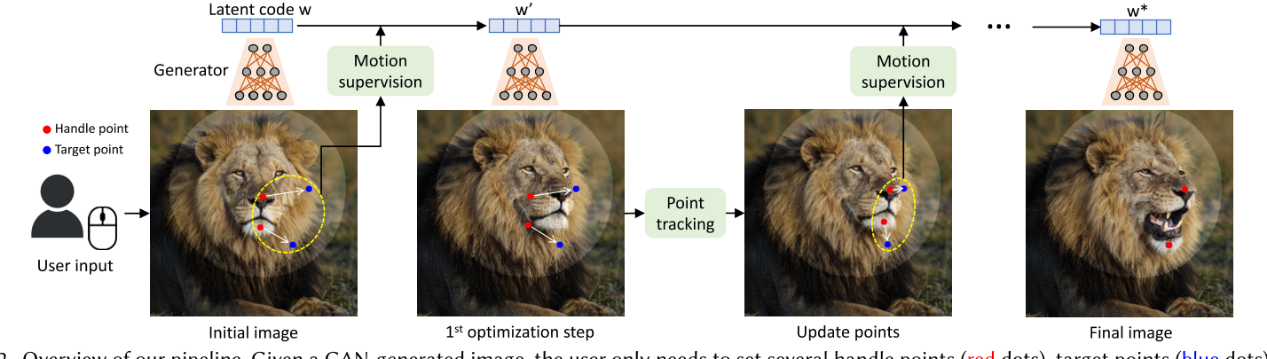 Latent code w
w’
w*
Generator
Motion
supervision
Motion
supervision
Handle point
Target point
Point
tracking
User input
Initial image
1st optimization step
Update points
Final image
Overview of our pipeline. Given a GAN-generated image, the user only needs to set several handle points (red dots), target points (blue dots)